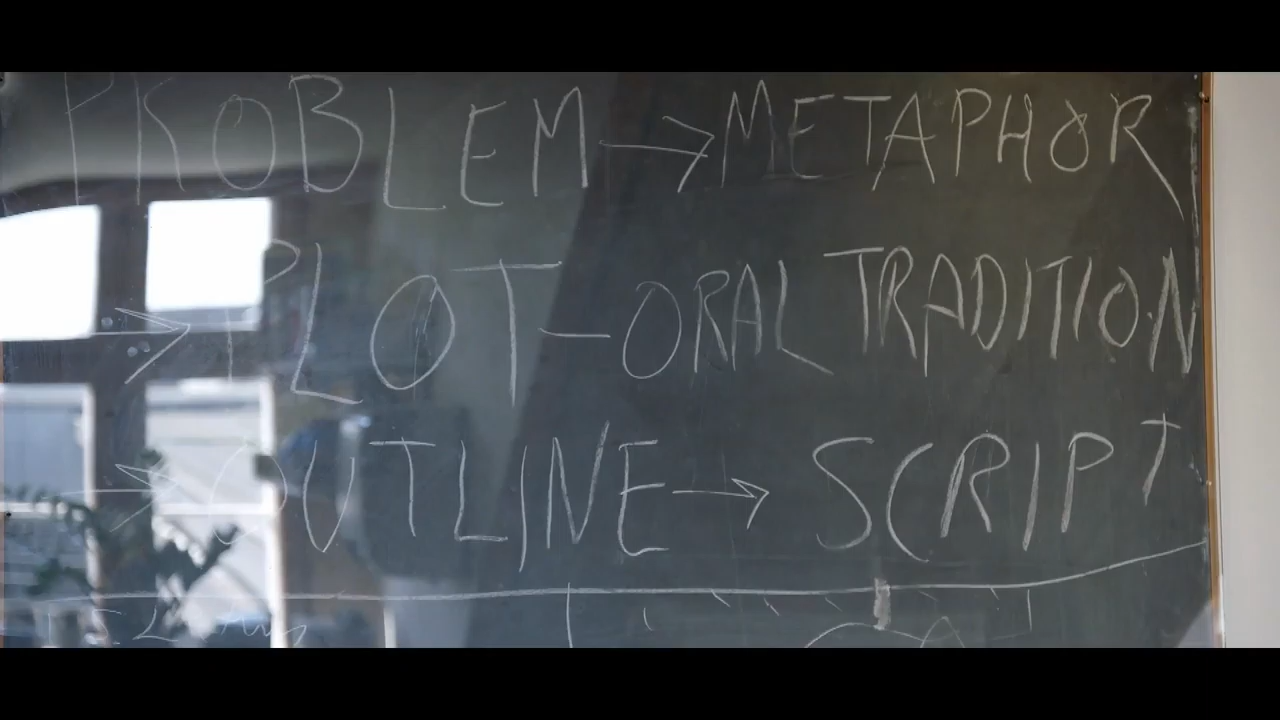 PROBLEM → METAPHOR
→ PLOT - ORAL TRADITION
→ OUTLINE → SCRIPT